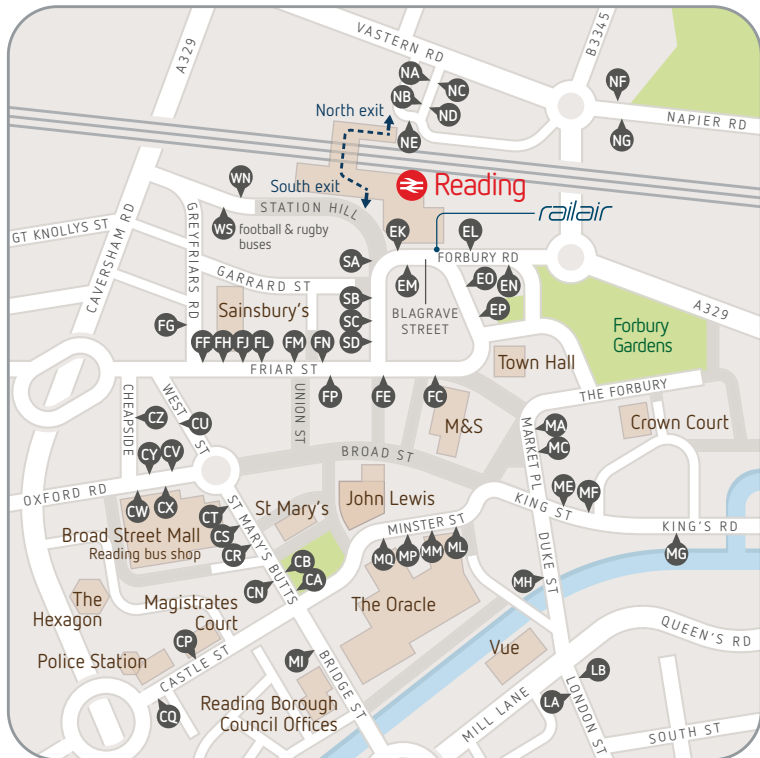 VASTERN RD
A329
B3345
NA
NC
NB
ND
NE
NF
NG
NAPIER RD
North exit
South exit
Reading
railair
WN
WS
STATION HILL
football & rugby
buses
GT KNOLLYS ST
CAVERSHAM RD
GREYFRIARS RD
GARRARD ST
SA
SB
SC
SD
EK
EL
EM
FORBURY RD
EO
EN
EP
BLAGRAVE
STREET
A329
Forbury
Gardens
Sainsbury's
FG
FF
FH
FJ
FL
FM
FN
FRIAR ST
FP
FE
FC
Town Hall
THE FORBURY
M&S
Crown Court
CHEAPSIDE
WEST ST
UNION ST
CZ
CU
CY
CV
BROAD ST
MARKET PL
MA
MC
ME
MF
OXFORD RD
CW
CX
CT
CS
CR
Broad Street Mall
Reading bus shop
St Mary's
John Lewis
MINSTER ST
KING ST
KING'S RD
MG
ST MARY'S BUTTS
CB
CA
CN
MQ
MP
MM
ML
DUKE ST
MH
The
Hexagon
Magistrates
Court
The Oracle
Vue
QUEEN'S RD
Police Station
CP
CASTLE ST
CQ
MI
BRIDGE ST
Reading Borough
Council Offices
MILL LANE
LB
LA
LONDON ST
SOUTH ST